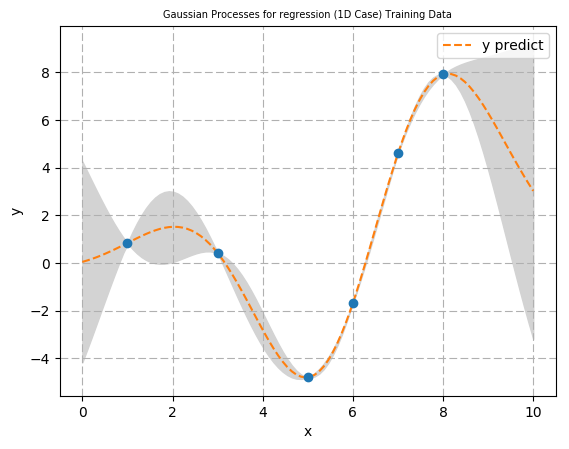 Gaussian Processes for regression (1D Case) Training Data
y predict
8
6
4
2
0
−2
−4
y
0 2 4 6 8 10
x